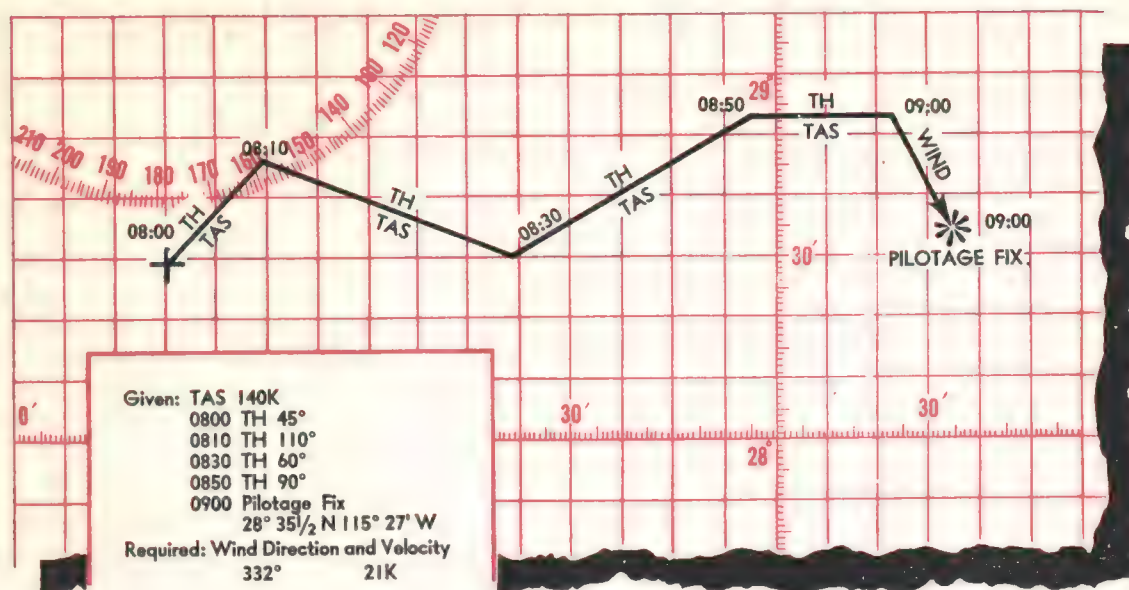 120
130
140
150
160
170
180
190
200
210
29°
08:50
TH
TAS
09:00
WIND
08:10
TH
TAS
08:00
TH
TAS
08:30
TH
TAS
09:00
30'
PILOTAGE FIX
0'
30'
30'
28°
Given: TAS 140K
0800 TH 45°
0810 TH 110°
0830 TH 60°
0850 TH 90°
0900 Pilotage Fix
28° 35½ N 115° 27' W
Required: Wind Direction and Velocity
332° 21K